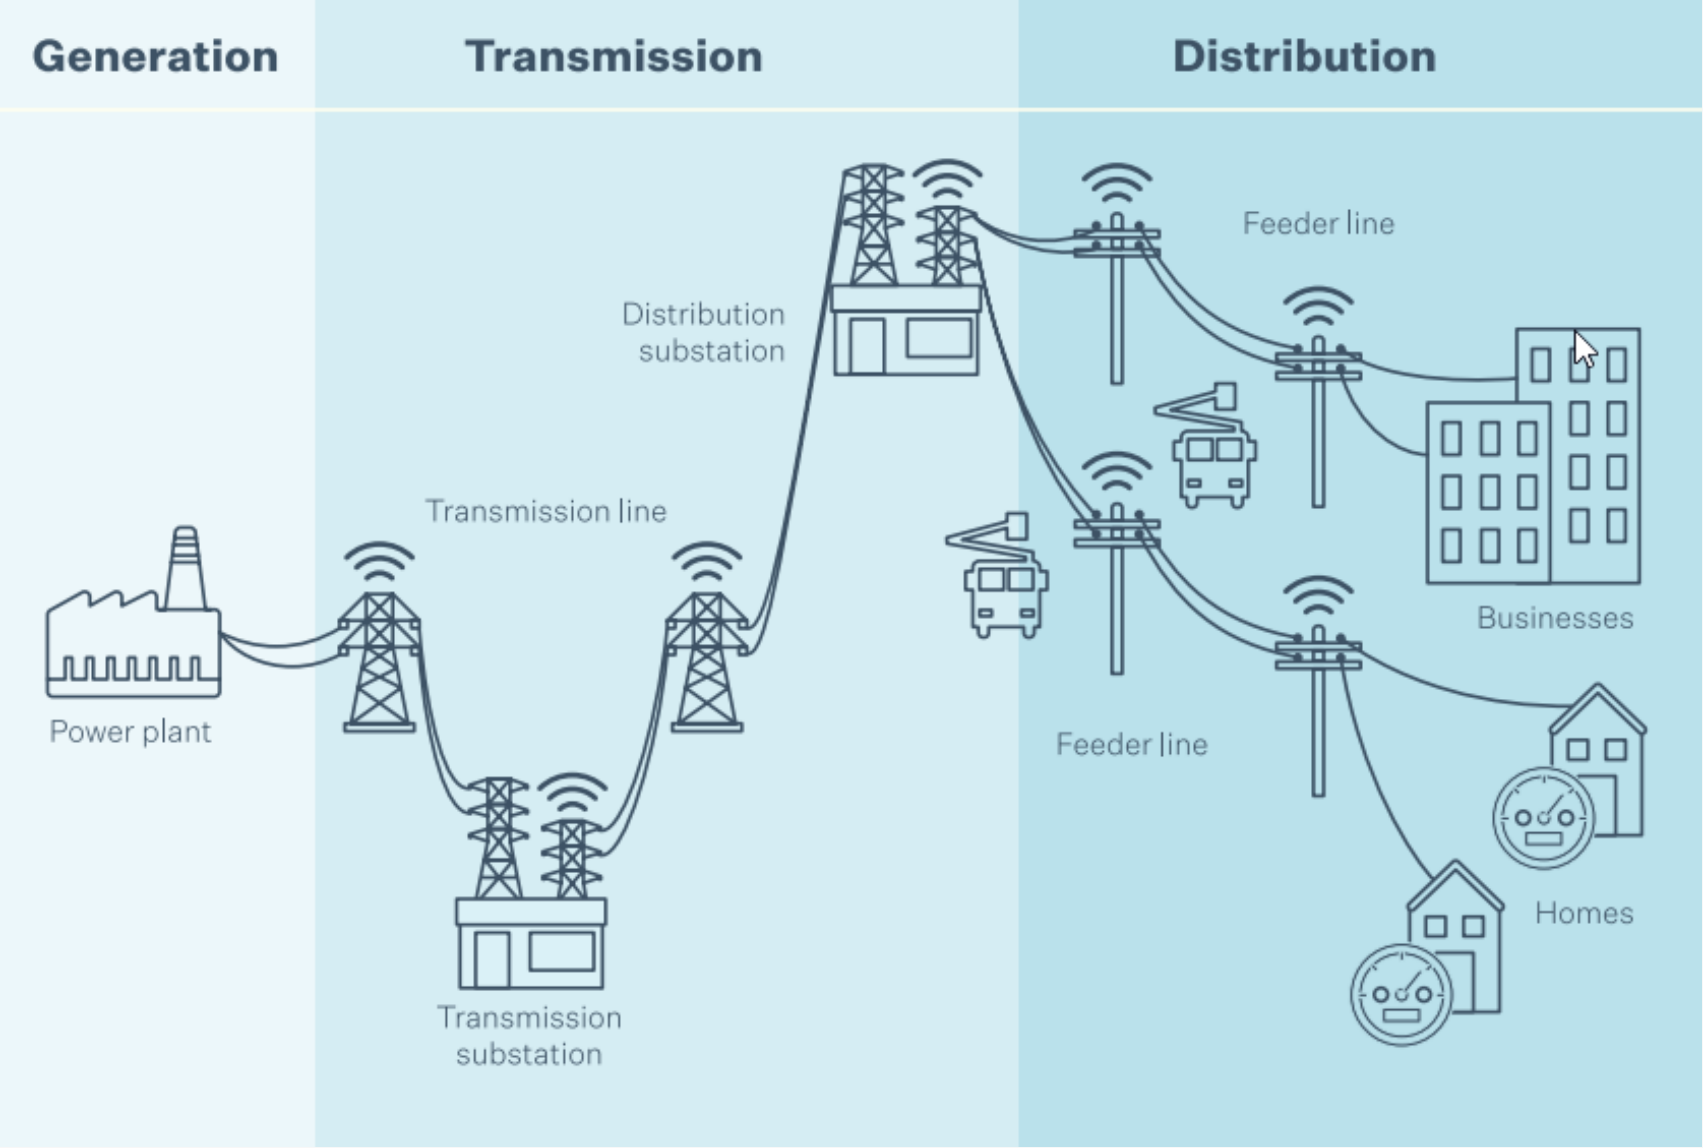 Generation
Transmission
Distribution
Feeder line
Distribution
substation
Transmission line
Businesses
Power plant
Feeder line
Homes
Transmission
substation